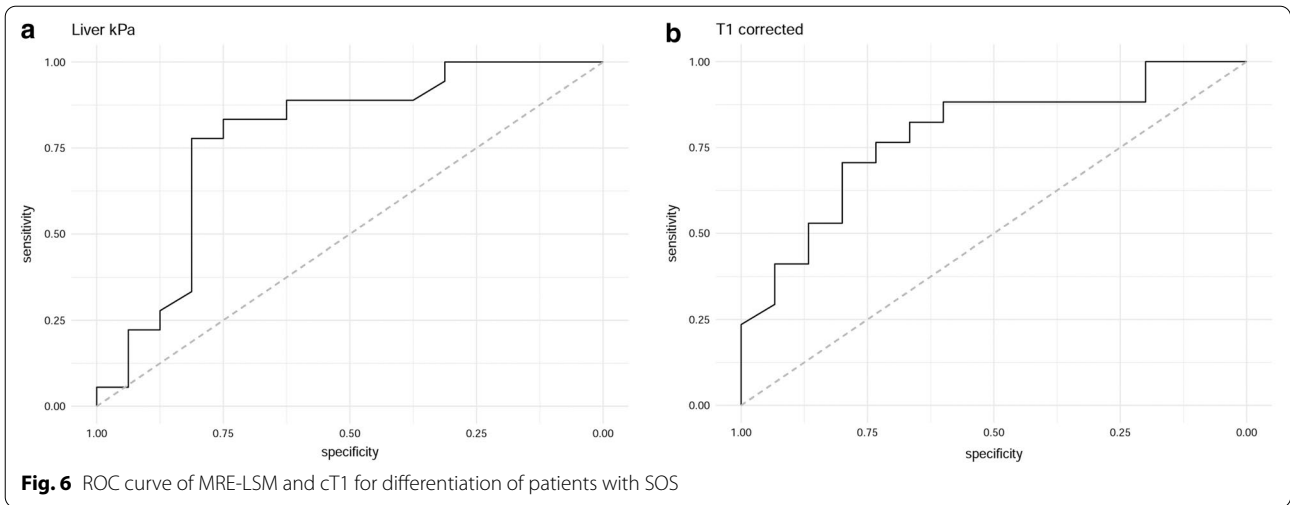 a
Liver kPa
1.00
0.75
0.50
0.25
0.00
sensitivity
1.00
0.75
0.50
0.25
0.00
specificity
b
T1 corrected
1.00
0.75
0.50
0.25
0.00
sensitivity
1.00
0.75
0.50
0.25
0.00
specificity
Fig. 6 ROC curve of MRE-LSM and cT1 for differentiation of patients with SOS